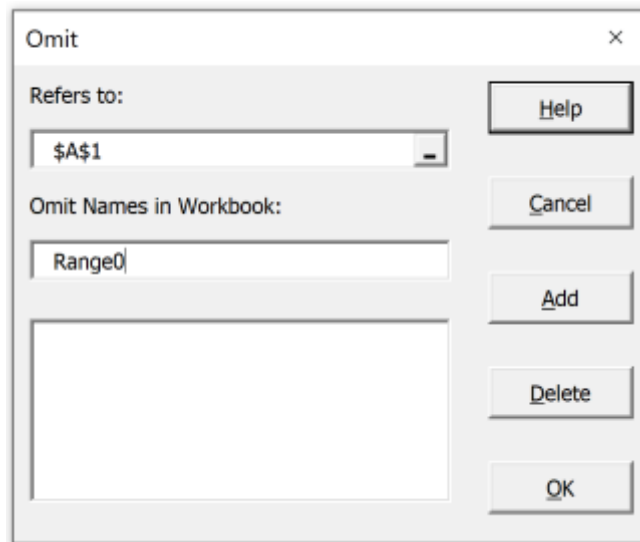 Omit
Refers to:
$A$1
Omit Names in Workbook:
Range0
Help
Cancel
Add
Delete
OK